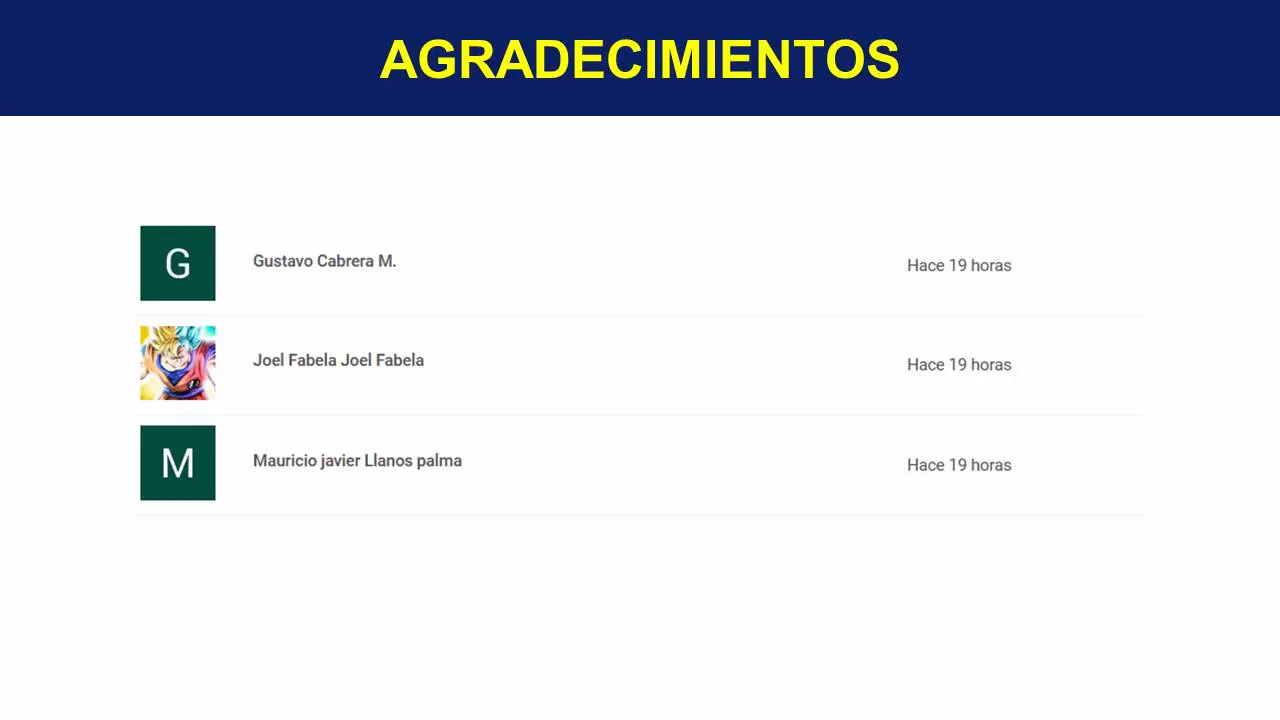 AGRADECIMIENTOS
G
Gustavo Cabrera M.
Hace 19 horas
Joel Fabela Joel Fabela
Hace 19 horas
M
Mauricio javier Llanos palma
Hace 19 horas